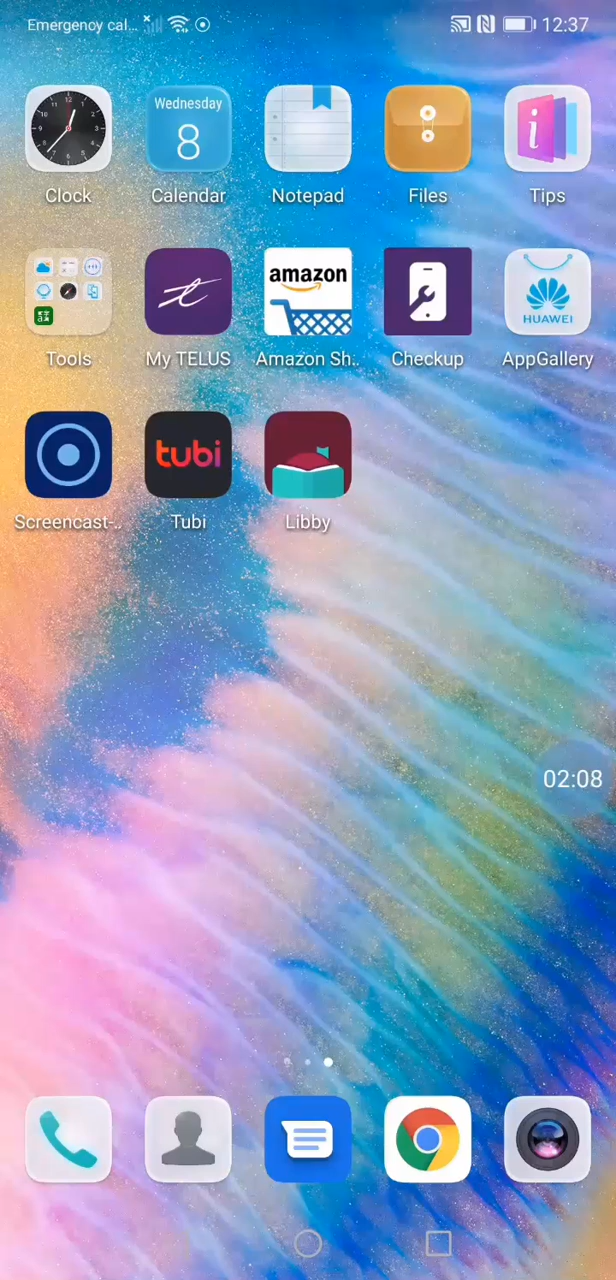 Emergenoy cal... 12:37
Wednesday
8
Clock Calendar Notepad Files Tips
amazon
HUAWEI
Tools My TELUS Amazon Sh.. Checkup AppGallery
tubi
Screencast-.. Tubi Libby
02:08